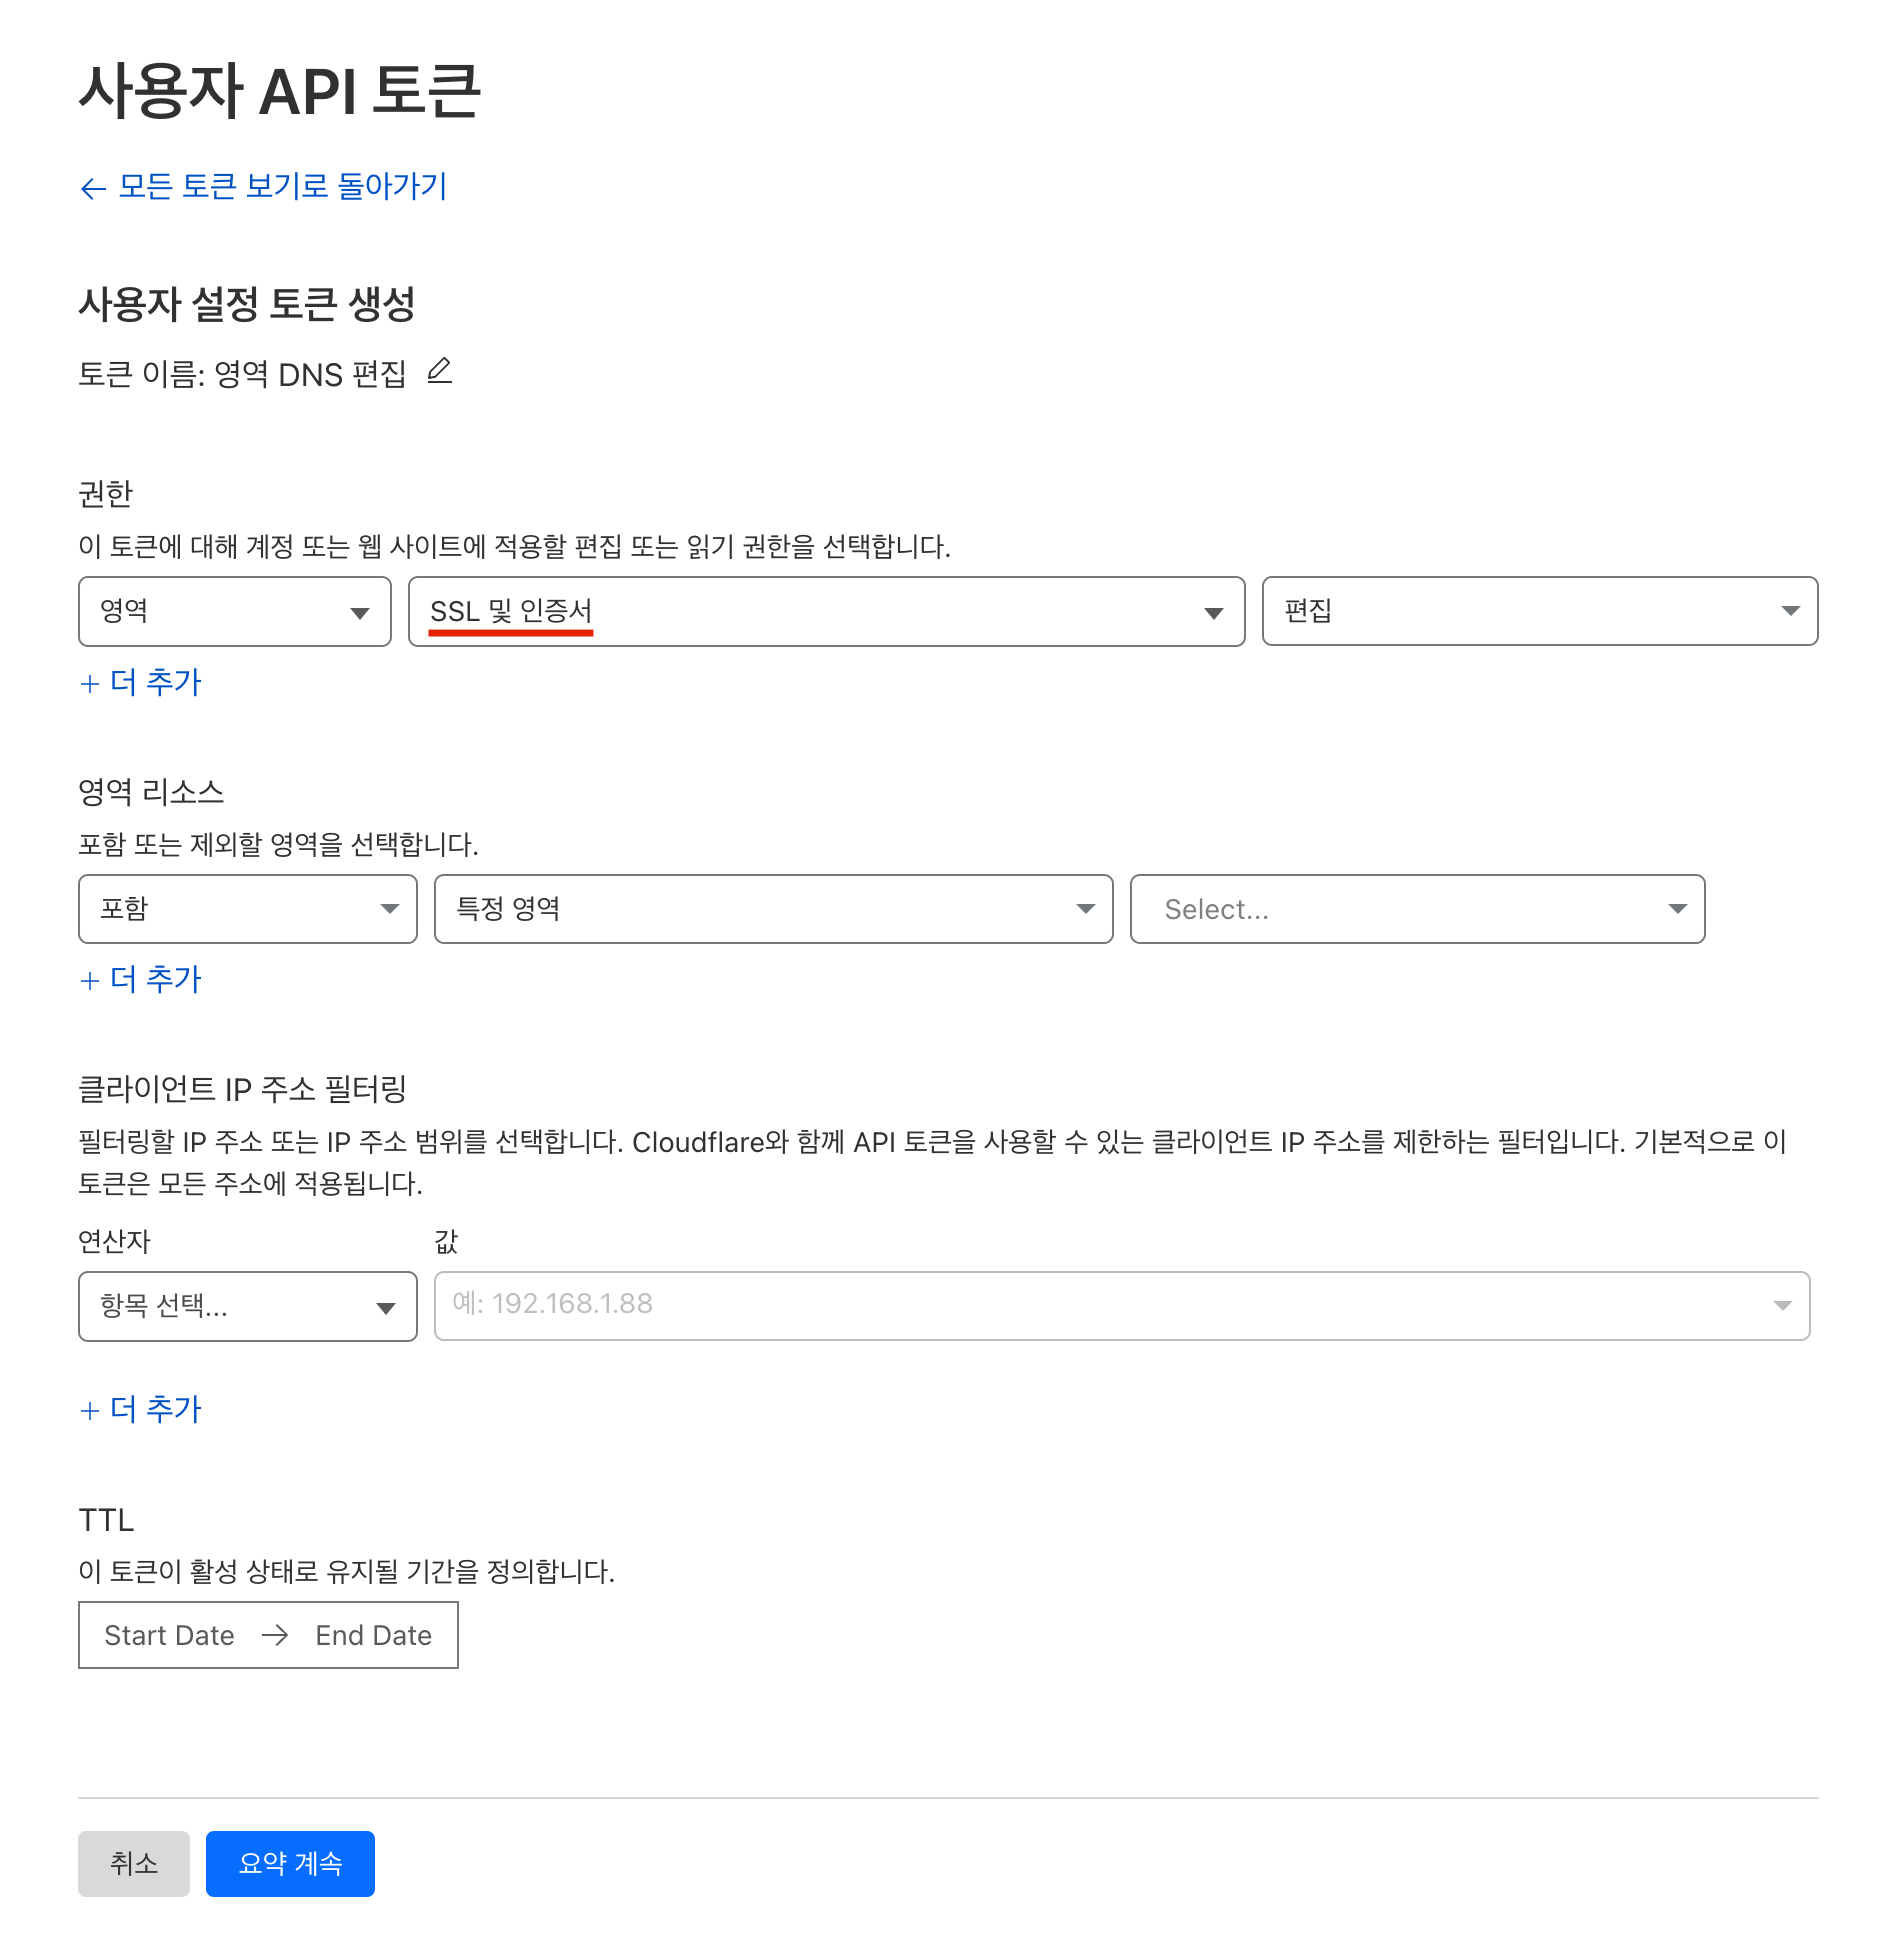 사용자 API 토큰
← 모든 토큰 보기로 돌아가기
사용자 설정 토큰 생성
토큰 이름: 영역 DNS 편집
권한
이 토큰에 대해 계정 또는 웹 사이트에 적용할 편집 또는 읽기 권한을 선택합니다.
영역 SSL 및 인증서 편집
+ 더 추가
영역 리소스
포함 또는 제외할 영역을 선택합니다.
포함 특정 영역 Select...
+ 더 추가
클라이언트 IP 주소 필터링
필터링할 IP 주소 또는 IP 주소 범위를 선택합니다. Cloudflare와 함께 API 토큰을 사용할 수 있는 클라이언트 IP 주소를 제한하는 필터입니다. 기본적으로 이
토큰은 모든 주소에 적용됩니다.
연산자 값
항목 선택... 예: 192.168.1.88
+ 더 추가
TTL
이 토큰이 활성 상태로 유지될 기간을 정의합니다.
Start Date → End Date
취소 요약 계속